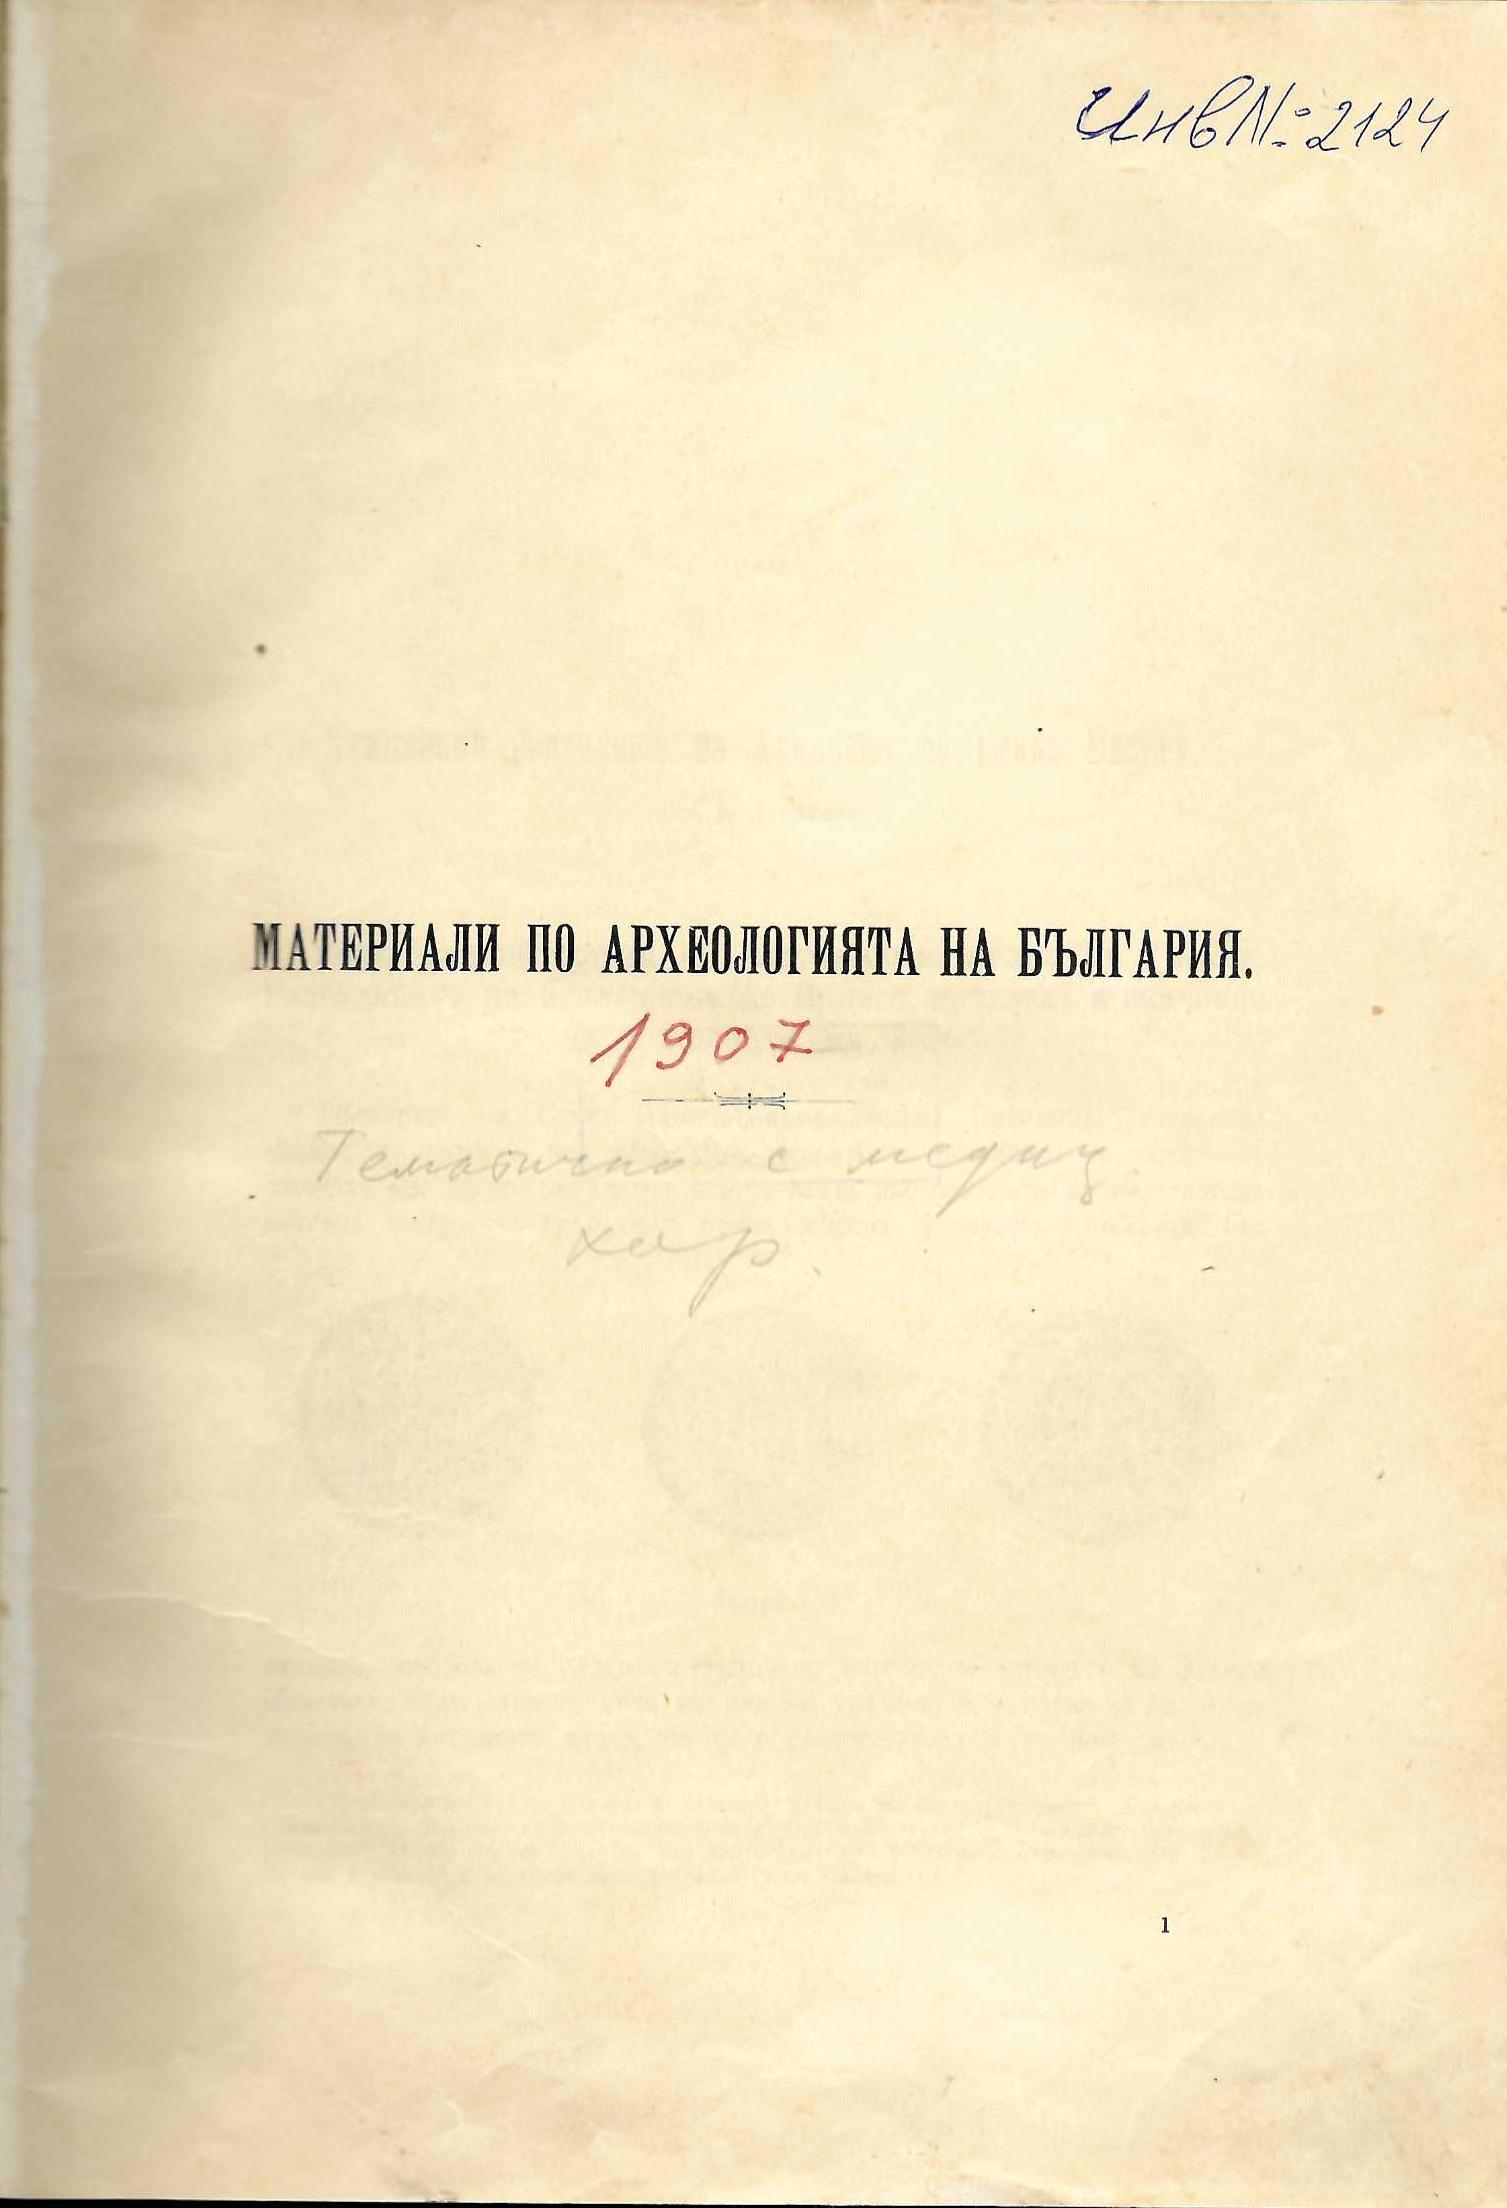 Инв№ 2124
МАТЕРИАЛИ ПО АРХЕОЛОГИЯТА НА БЪЛГАРИЯ.
1907
Тематично с медиц.
хар.
1